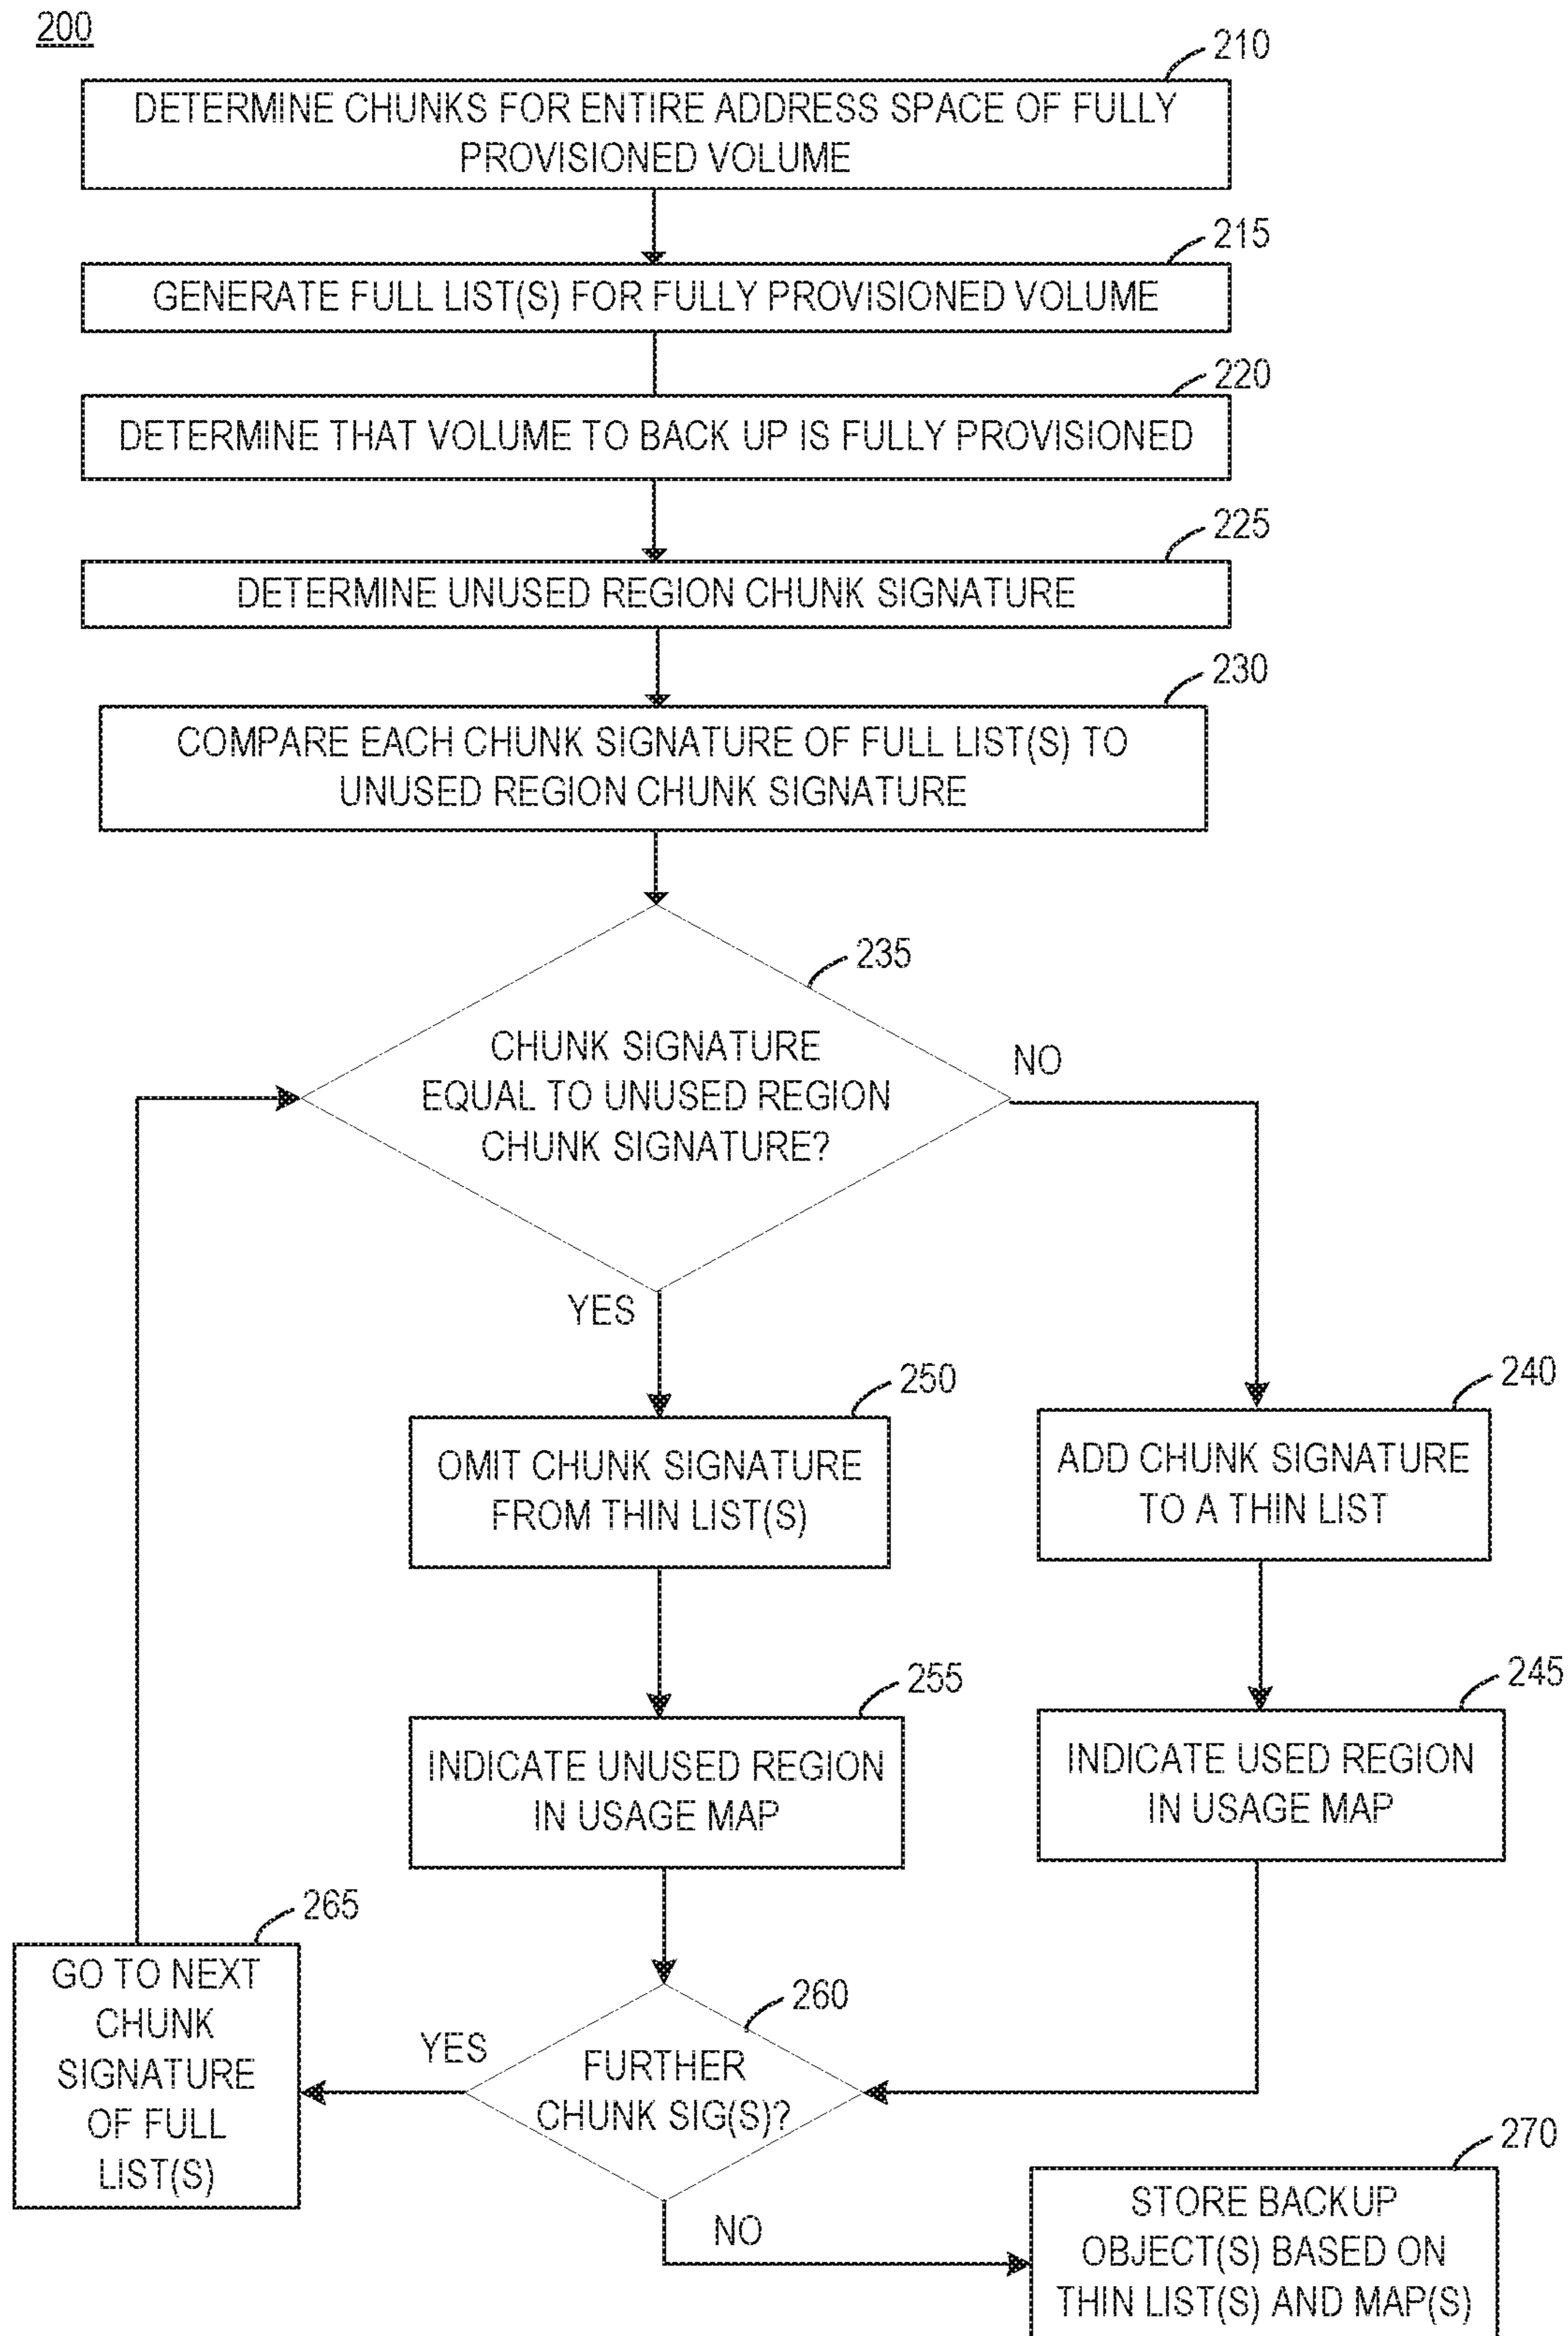 200
210
DETERMINE CHUNKS FOR ENTIRE ADDRESS SPACE OF FULLY
PROVISIONED VOLUME
215
GENERATE FULL LIST(S) FOR FULLY PROVISIONED VOLUME
220
DETERMINE THAT VOLUME TO BACK UP IS FULLY PROVISIONED
225
DETERMINE UNUSED REGION CHUNK SIGNATURE
230
COMPARE EACH CHUNK SIGNATURE OF FULL LIST(S) TO
UNUSED REGION CHUNK SIGNATURE
235
CHUNK SIGNATURE
EQUAL TO UNUSED REGION
CHUNK SIGNATURE?
NO
YES
250
OMIT CHUNK SIGNATURE
FROM THIN LIST(S)
240
ADD CHUNK SIGNATURE
TO A THIN LIST
255
INDICATE UNUSED REGION
IN USAGE MAP
245
INDICATE USED REGION
IN USAGE MAP
265
GO TO NEXT
CHUNK
SIGNATURE
OF FULL
LIST(S)
260
FURTHER
CHUNK SIG(S)?
YES
NO
270
STORE BACKUP
OBJECT(S) BASED ON
THIN LIST(S) AND MAP(S)